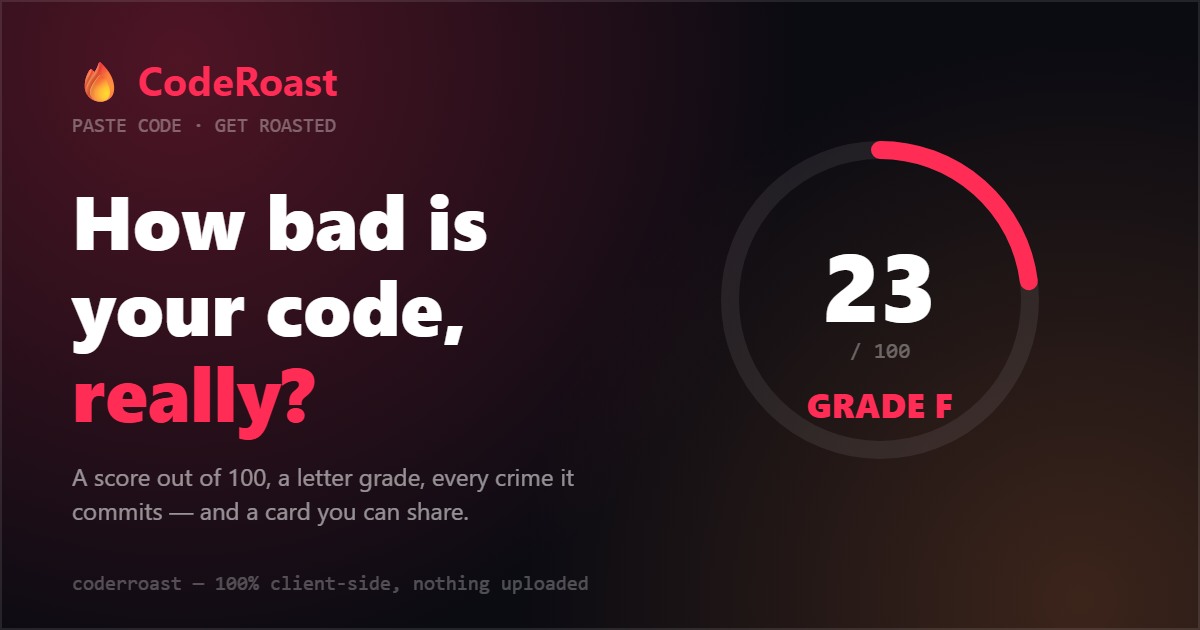 CodeRoast
PASTE CODE · GET ROASTED
How bad is
your code,
really?
A score out of 100, a letter grade, every crime it
commits — and a card you can share.
coderroast — 100% client-side, nothing uploaded
23
/ 100
GRADE F